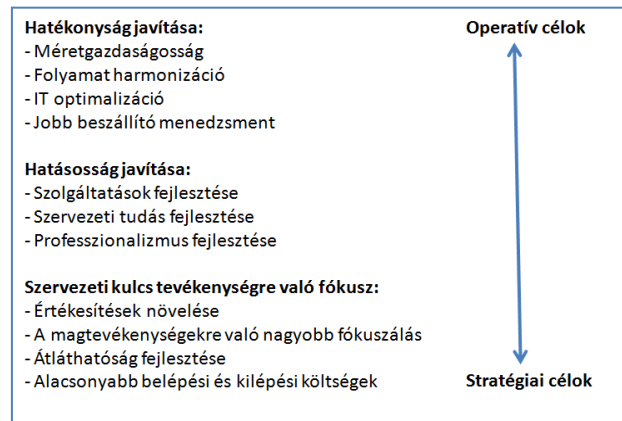 Hatékonyság javítása:
Operatív célok
- Méretgazdaságosság
- Folyamat harmonizáció
- IT optimalizáció
- Jobb beszállító menedzsment
Hatásosság javítása:
- Szolgáltatások fejlesztése
- Szervezeti tudás fejlesztése
- Professzionalizmus fejlesztése
Szervezeti kulcs tevékenységre való fókusz:
- Értékesítések növelése
- A magtevékenységekre való nagyobb fókuszálás
- Átláthatóság fejlesztése
- Alacsonyabb belépési és kilépési költségek
Stratégiai célok